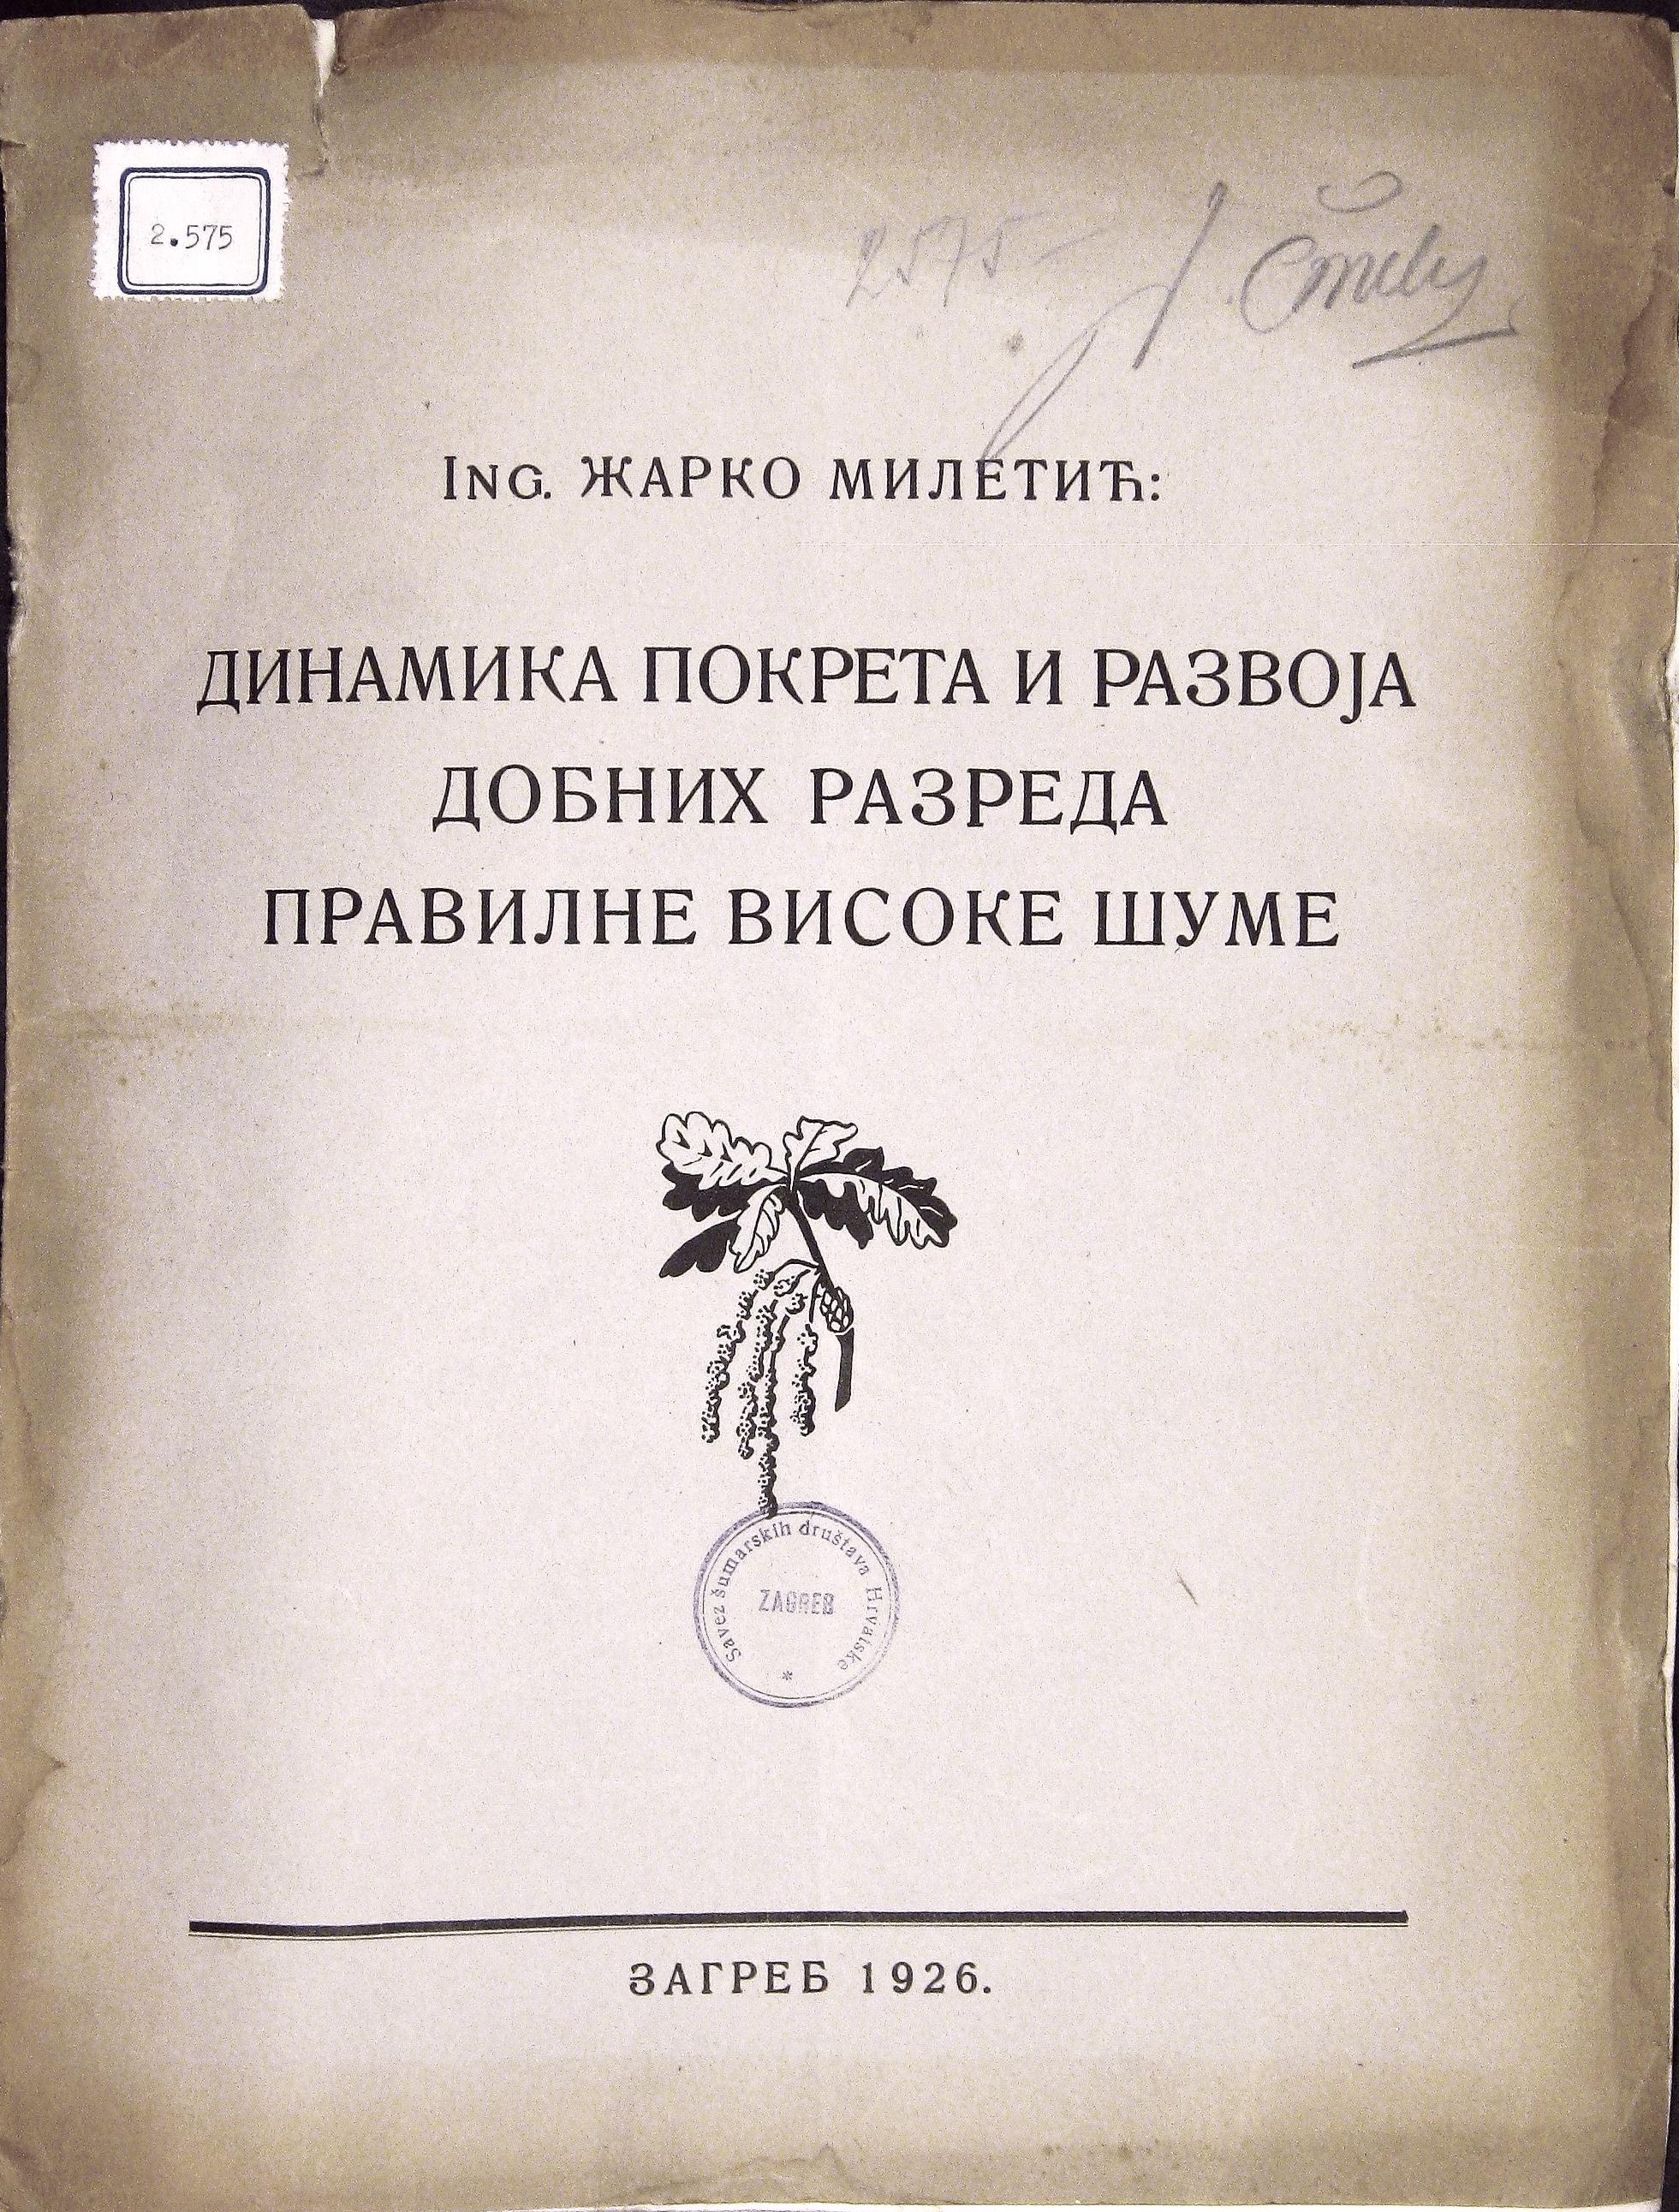 2.575
2575-
Ing. ЖАРКО МИЛЕТИЋ:
ДИНАМИКА ПОКРЕТА И РАЗВОЈА
ДОБНИХ РАЗРЕДА
ПРАВИЛНЕ ВИСОКЕ ШУМЕ
Savez šumarskih društava Hrvatske
ZAGREB
*
ЗАГРЕБ 1926.